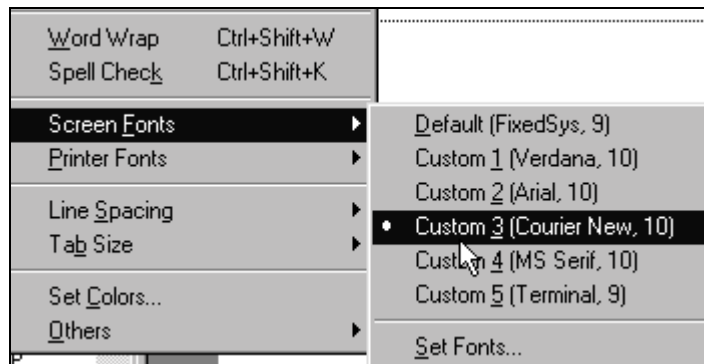 Word Wrap Ctrl+Shift+W
Spell Check Ctrl+Shift+K
Screen Fonts
Printer Fonts
Line Spacing
Tab Size
Set Colors...
Others
Default (FixedSys, 9)
Custom 1 (Verdana, 10)
Custom 2 (Arial, 10)
Custom 3 (Courier New, 10)
Custom 4 (MS Serif, 10)
Custom 5 (Terminal, 9)
Set Fonts...